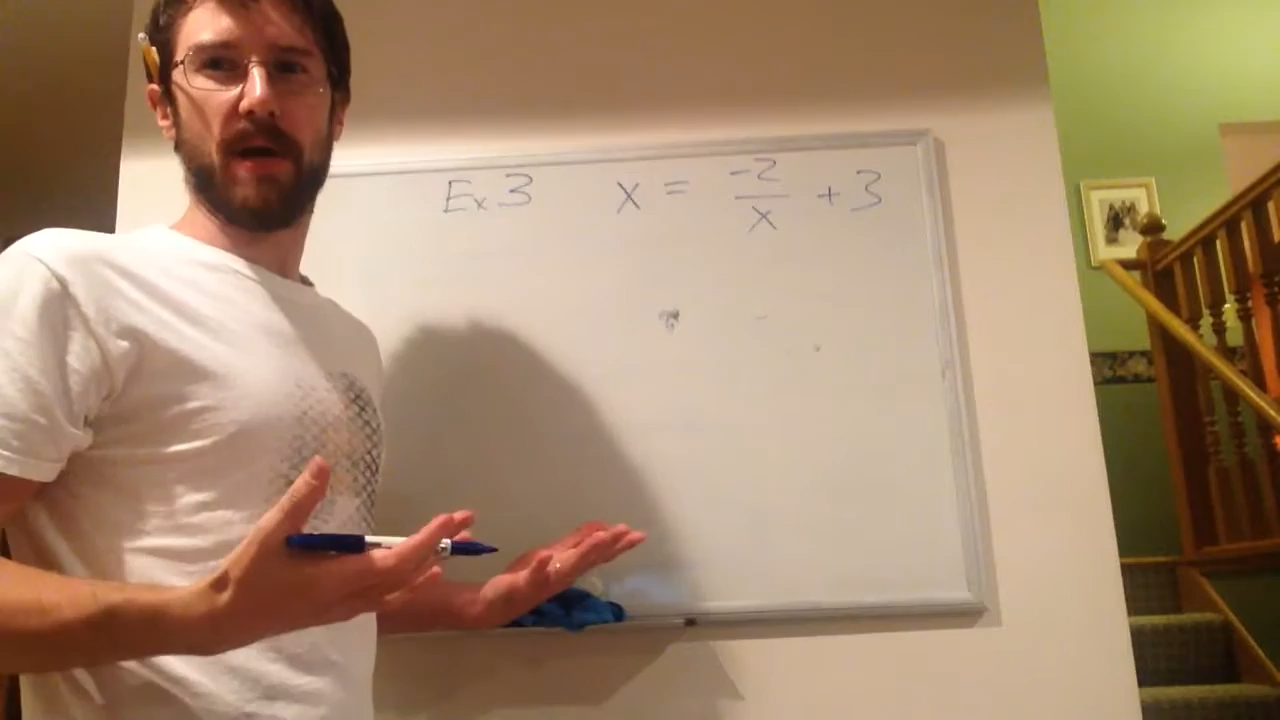 Ex 3 x = -2/x + 3